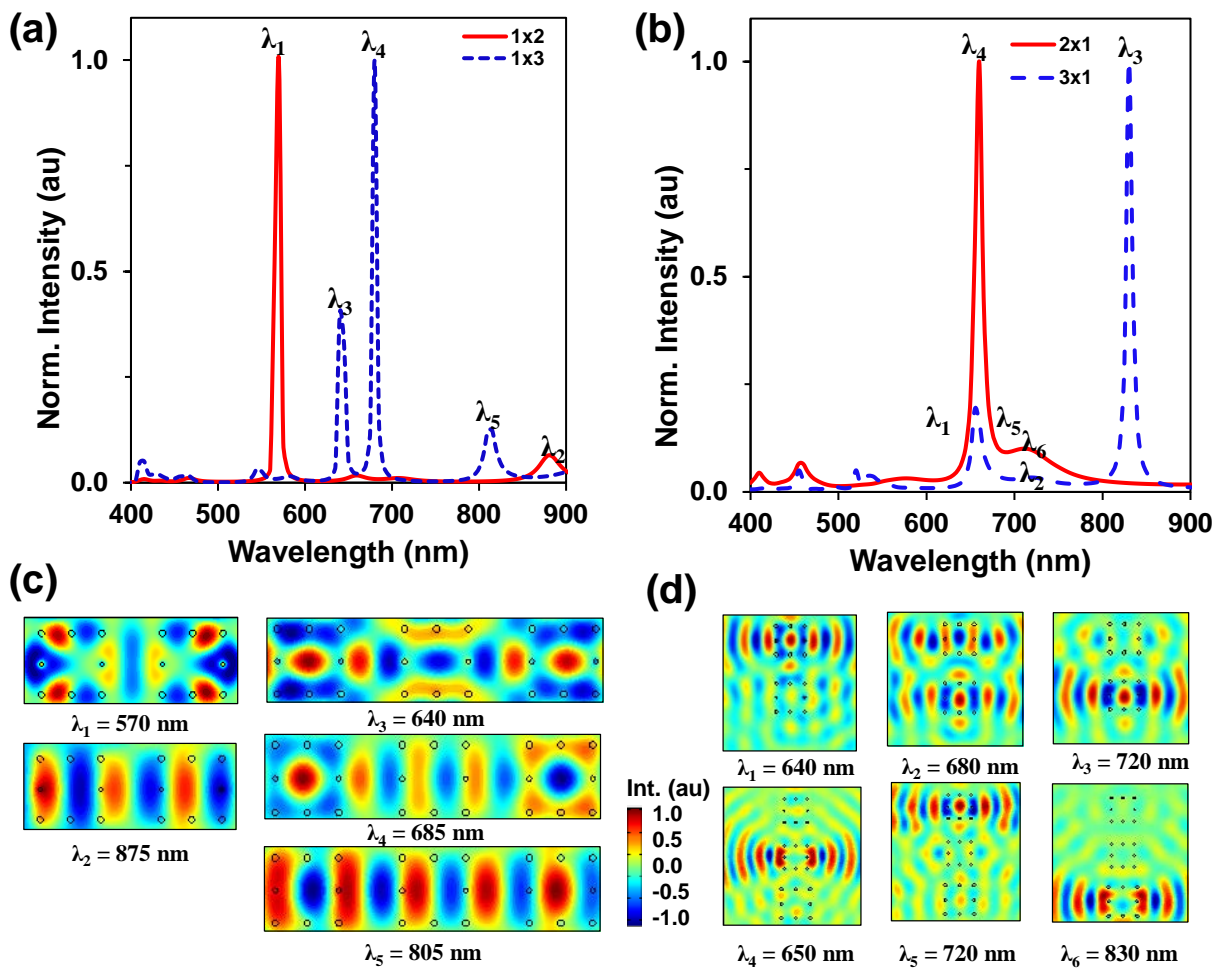 (a)
λ1
λ4
1x2
1x3
1.0
λ3
0.5
λ5
λ2
0.0
400 500 600 700 800 900
Norm. Intensity (au)
Wavelength (nm)
(b)
λ4
2x1
3x1
λ3
1.0
0.5
λ1
λ5
λ6
λ2
0.0
400 500 600 700 800 900
Norm. Intensity (au)
Wavelength (nm)
(c)
λ1 = 570 nm
λ3 = 640 nm
λ2 = 875 nm
λ4 = 685 nm
λ5 = 805 nm
Int. (au)
1.0
0.5
0.0
-0.5
-1.0
(d)
λ1 = 640 nm
λ2 = 680 nm
λ3 = 720 nm
λ4 = 650 nm
λ5 = 720 nm
λ6 = 830 nm